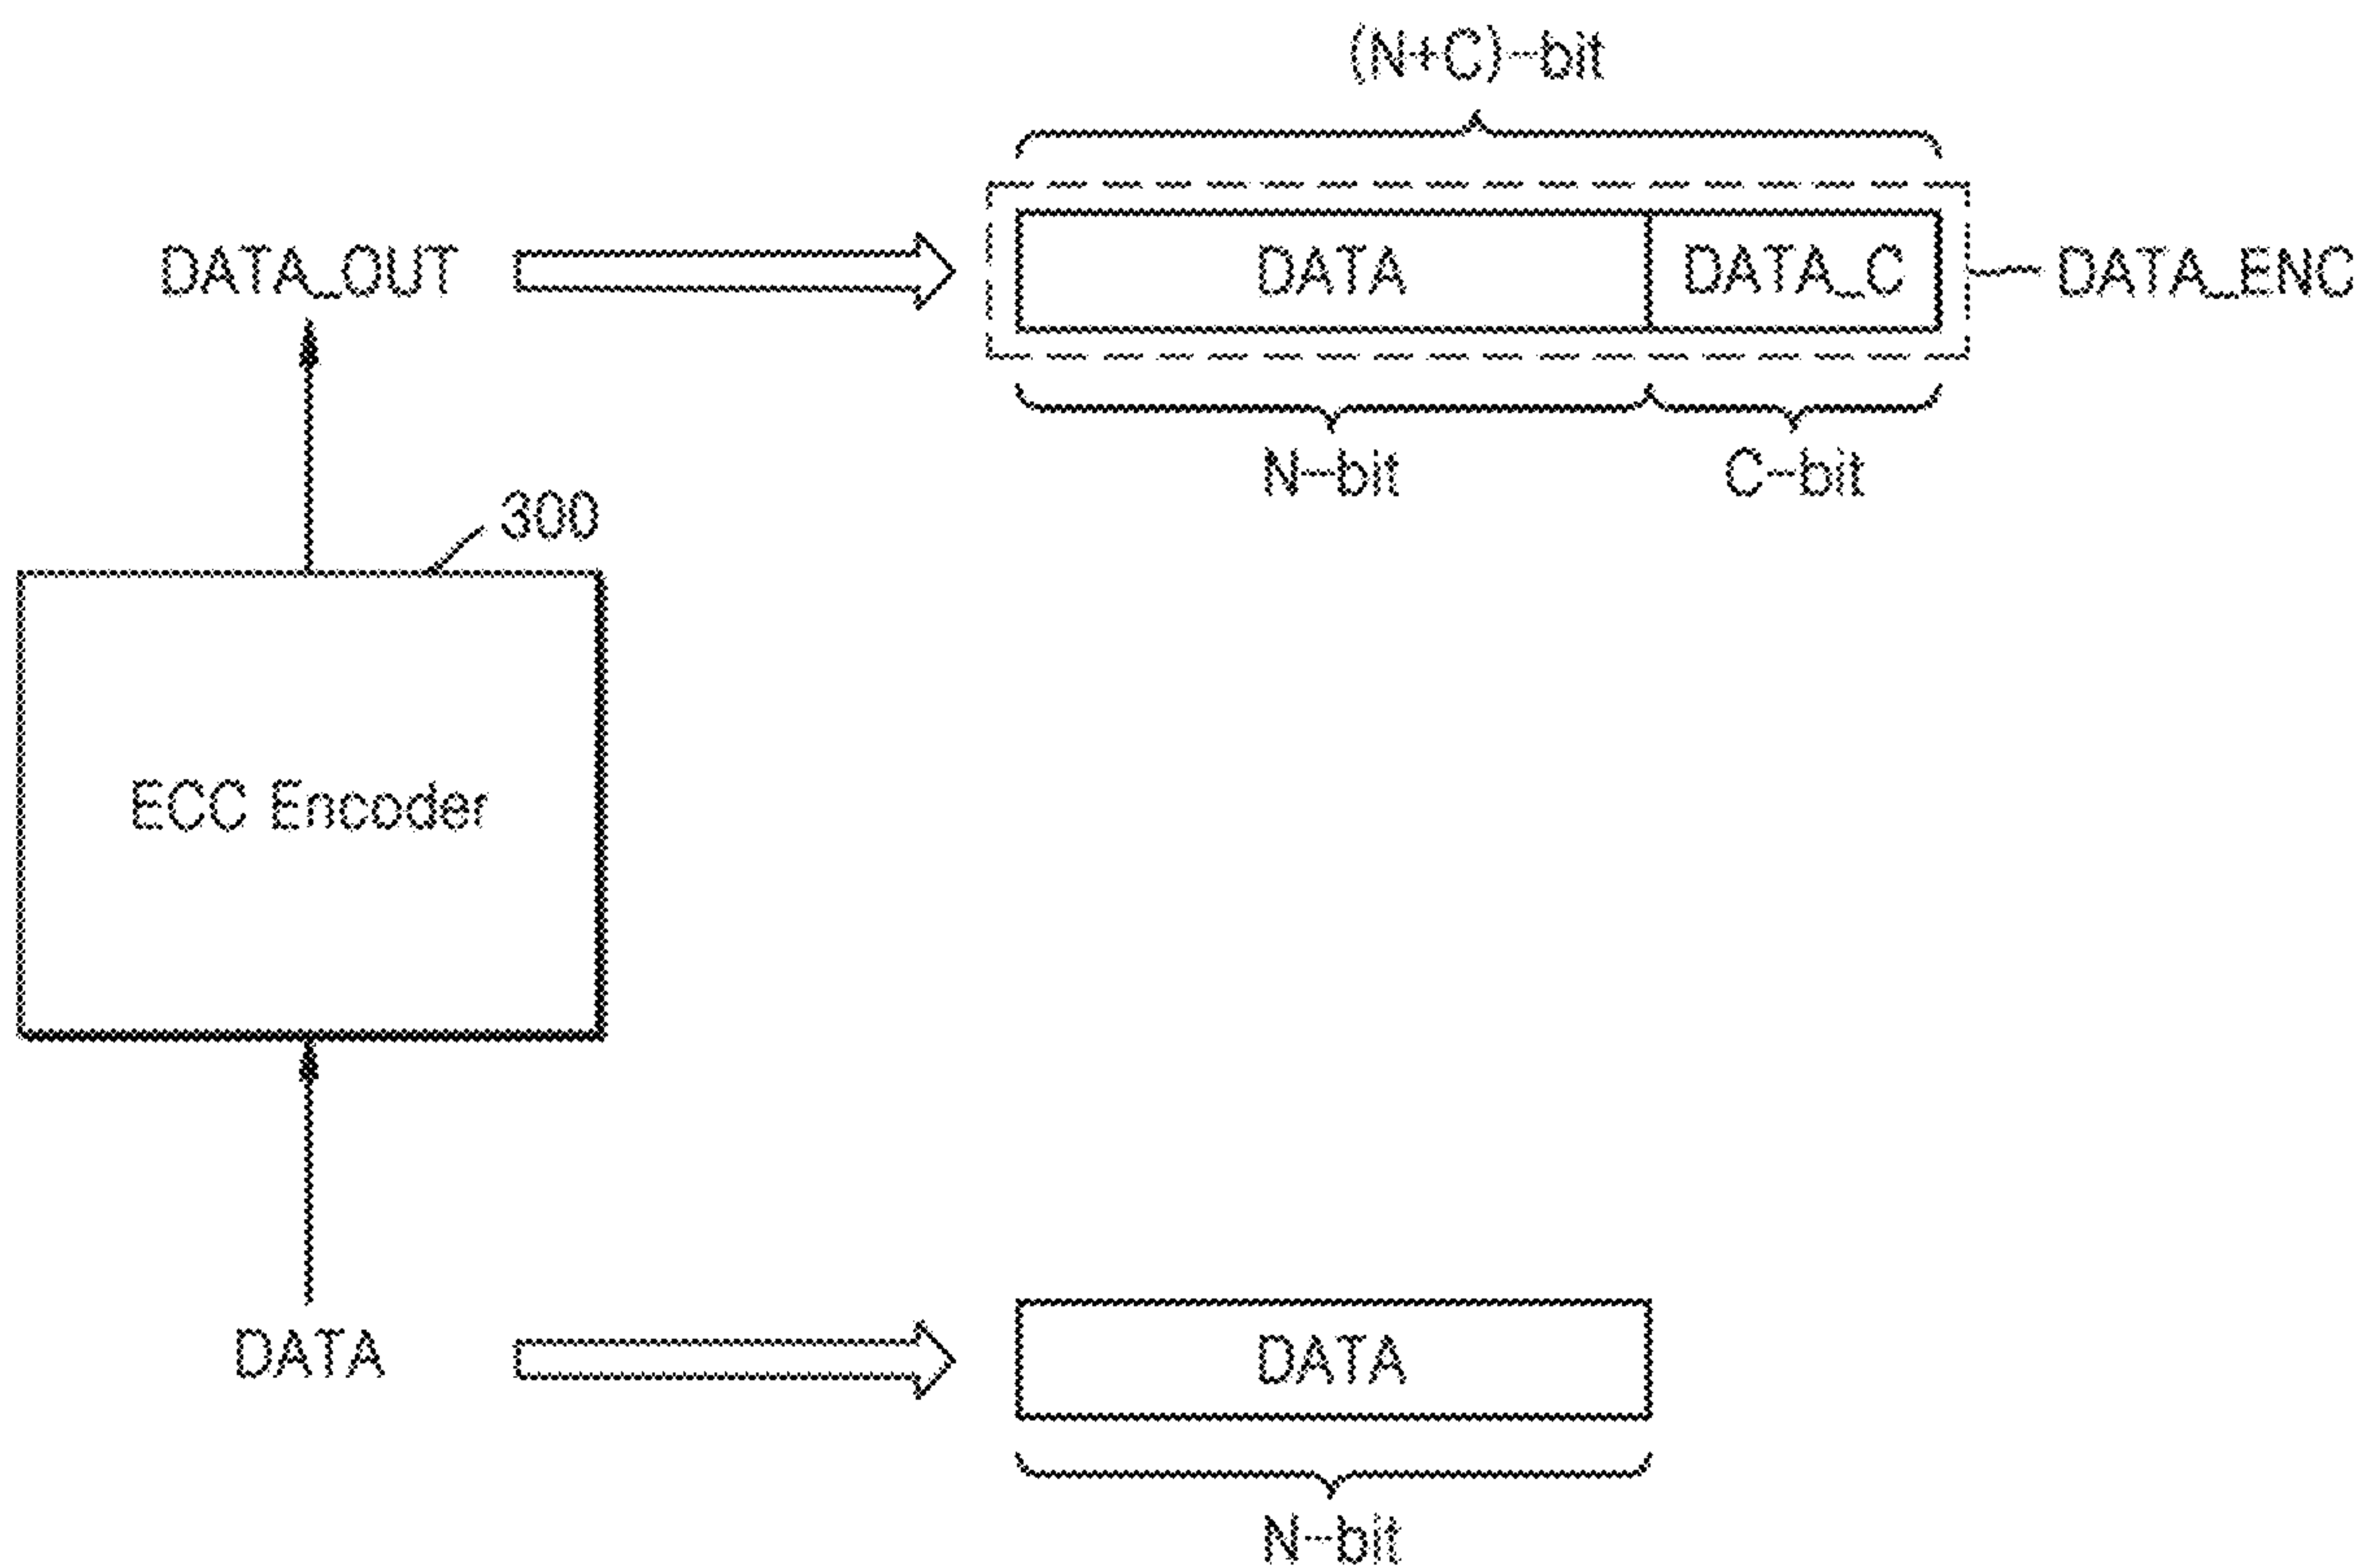 (N+C)-bit
DATA_OUT
DATA
DATA_C
DATA_ENC
N-bit
C-bit
300
ECC Encoder
DATA
DATA
N-bit